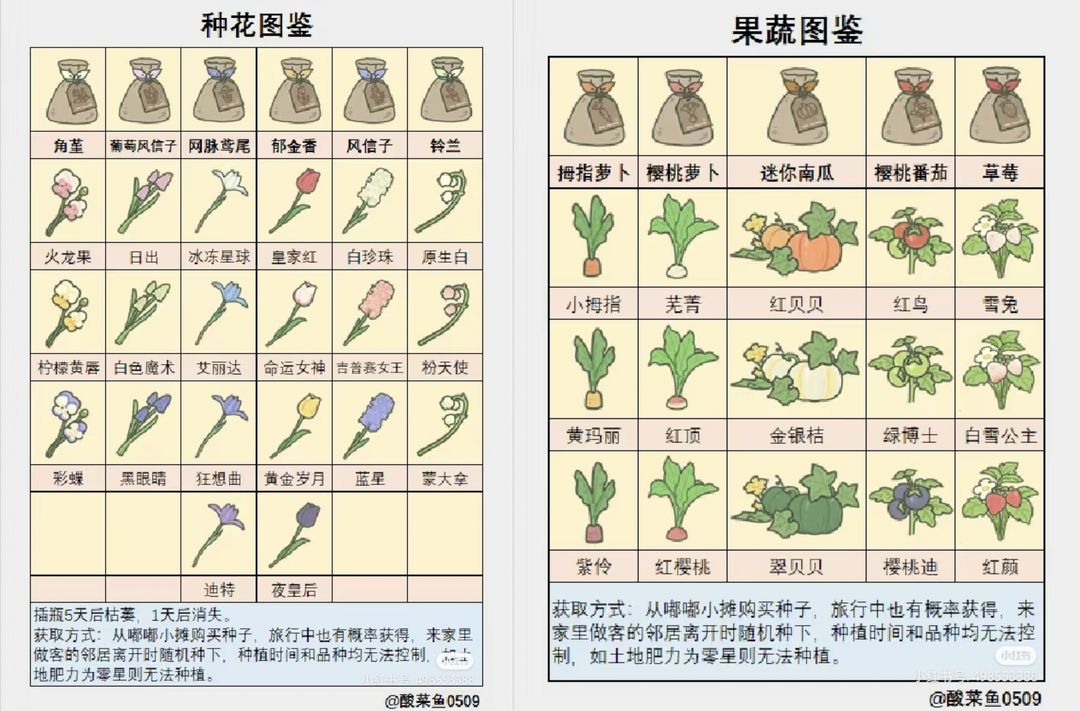 种花图鉴
角堇 葡萄风信子 网脉鸢尾 郁金香 风信子 铃兰
火龙果 日出 冰冻星球 皇家红 白珍珠 原生白
柠檬黄唇 白色魔术 艾丽达 命运女神 吉普赛女王 粉天使
彩蝶 黑眼睛 狂想曲 黄金岁月 蓝星 蒙大拿
迪特 夜皇后
插瓶5天后枯萎，1天后消失。
获取方式：从嘟嘟小摊购买种子，旅行中也有概率获得，来家里
做客的邻居离开时随机种下，种植时间和品种均无法控制，如土
地肥力为零星则无法种植。
小红书
小红书号: 498553388
@酸菜鱼0509
果蔬图鉴
拇指萝卜 樱桃萝卜 迷你南瓜 樱桃番茄 草莓
小拇指 芜菁 红贝贝 红鸟 雪兔
黄玛丽 红顶 金银桔 绿博士 白雪公主
紫伶 红樱桃 翠贝贝 樱桃迪 红颜
获取方式：从嘟嘟小摊购买种子，旅行中也有概率获得，来
家里做客的邻居离开时随机种下，种植时间和品种均无法控
制，如土地肥力为零星则无法种植。
小红书
小红书号: 498553388
@酸菜鱼0509